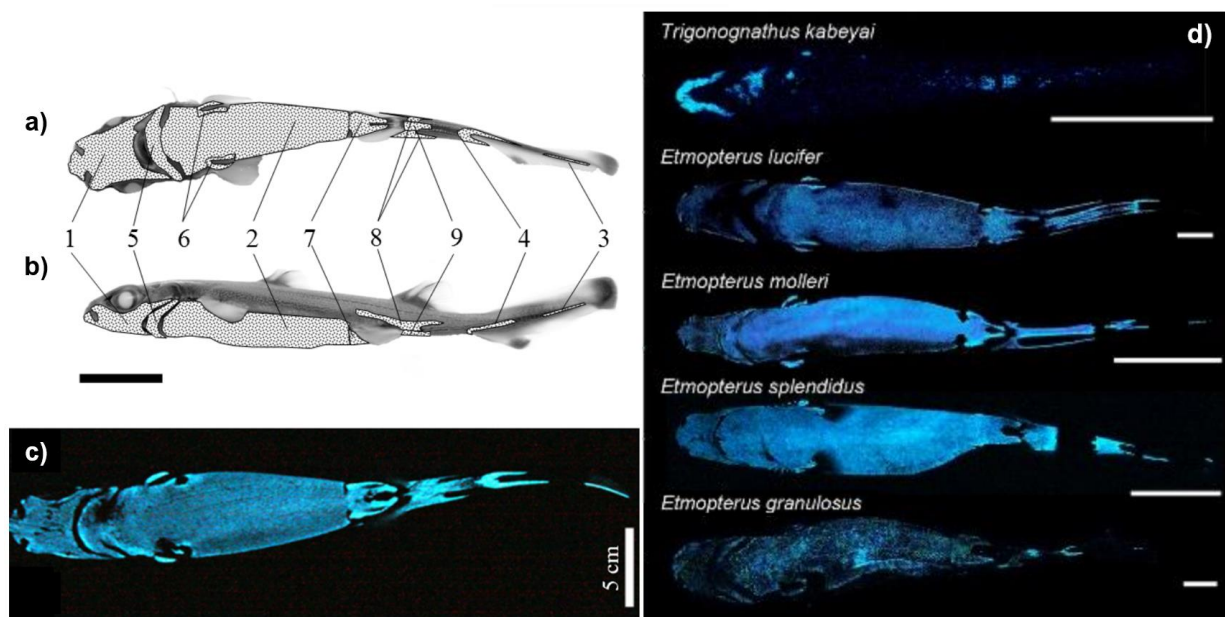 a)
1 5 6 2 7 8 9 4 3
b)
c)
5 cm
d)
Trigonognathus kabeyai
Etmopterus lucifer
Etmopterus molleri
Etmopterus splendidus
Etmopterus granulosus